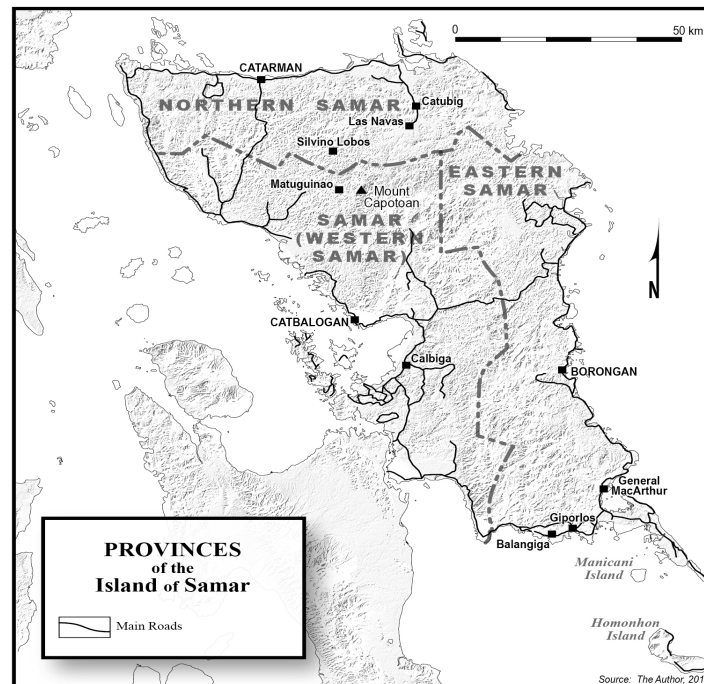 0 50 km
CATARMAN
NORTHERN SAMAR
Catubig
Las Navas
Silvino Lobos
EASTERN
SAMAR
Matuguinao
Mount
Capotoan
SAMAR
(WESTERN
SAMAR)
N
CATBALOGAN
Calbiga
BORONGAN
General
MacArthur
Giporlos
Balangiga
Manicani
Island
Homonhon
Island
PROVINCES
of the
Island of Samar
Main Roads
Source: The Author, 201